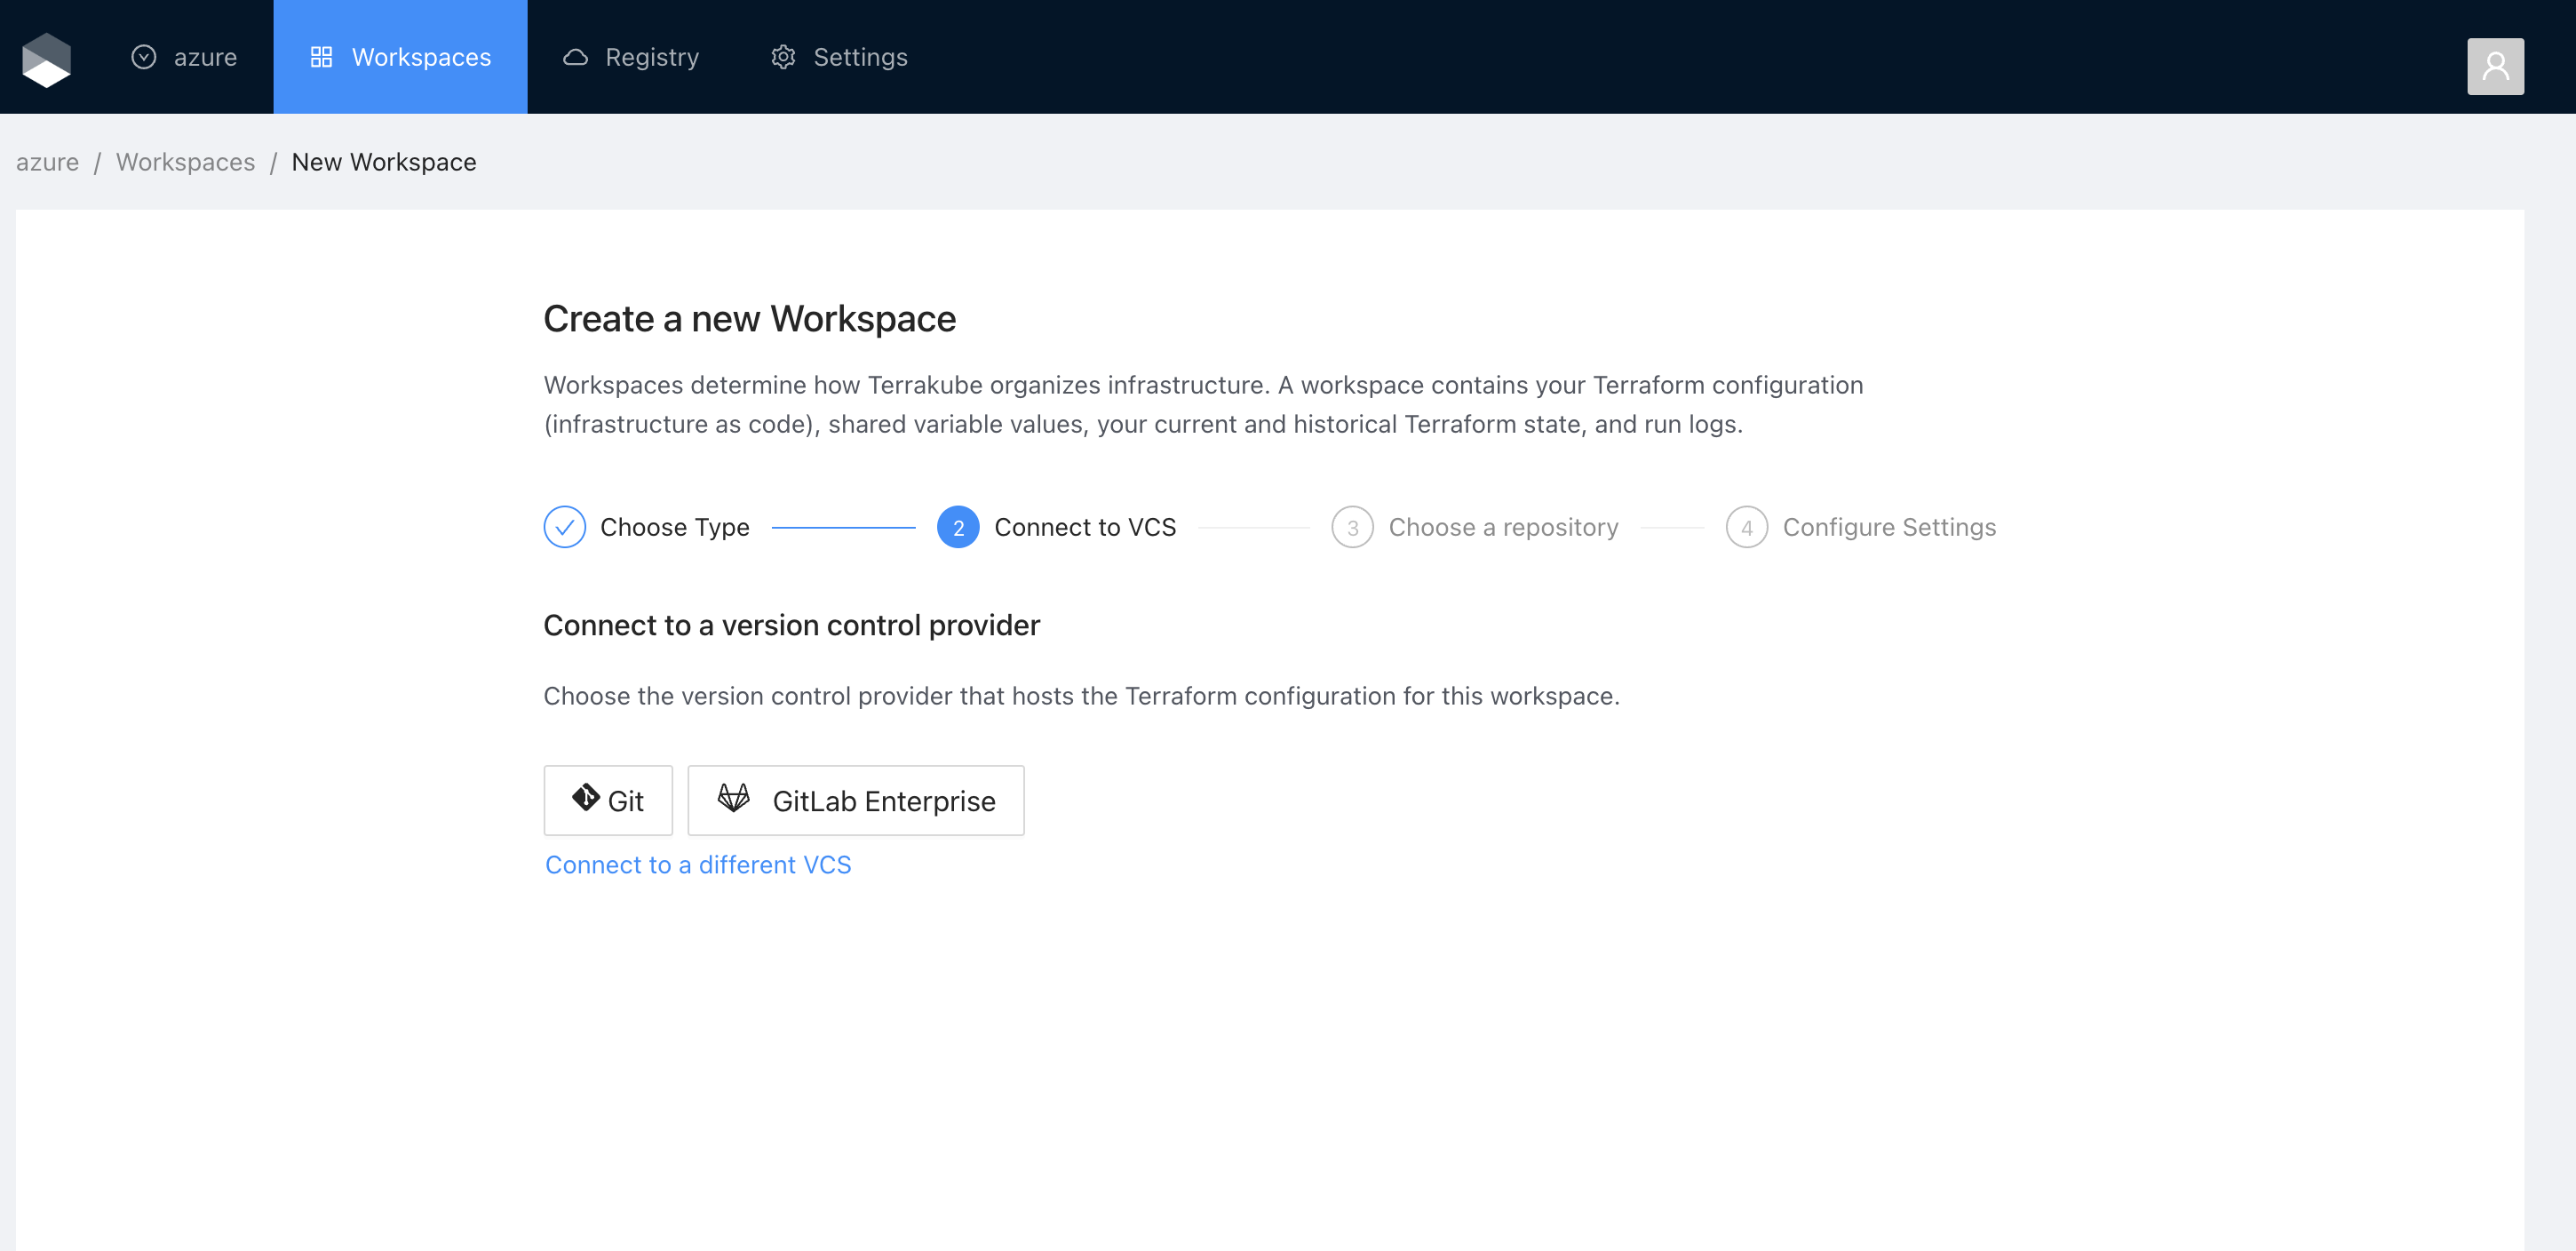 azure Workspaces Registry Settings
azure / Workspaces / New Workspace
Create a new Workspace
Workspaces determine how Terrakube organizes infrastructure. A workspace contains your Terraform configuration
(infrastructure as code), shared variable values, your current and historical Terraform state, and run logs.
Choose Type 2 Connect to VCS 3 Choose a repository 4 Configure Settings
Connect to a version control provider
Choose the version control provider that hosts the Terraform configuration for this workspace.
Git GitLab Enterprise
Connect to a different VCS